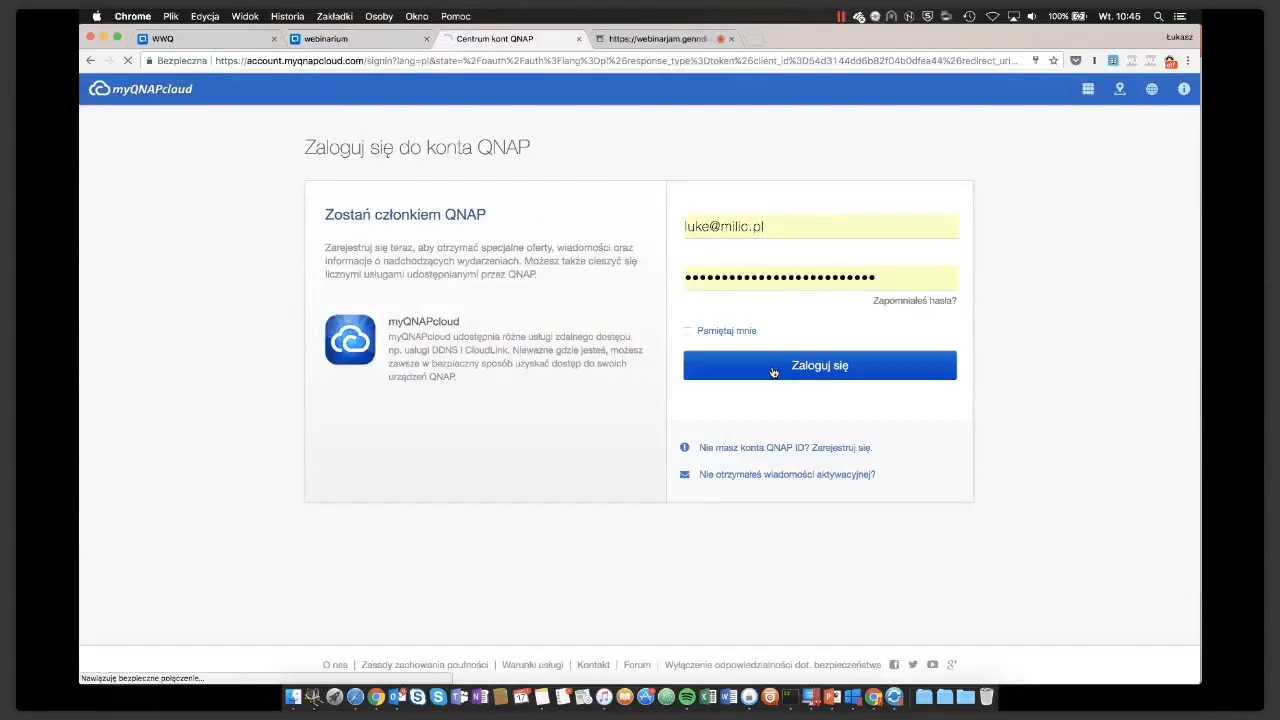 Chrome Plik Edycja Widok Historia Zakładki Osoby Okno Pomoc 100% Wt. 10:45
WWQ webinarium Centrum kont QNAP https://webinarjam.genndi. Łukasz
Bezpieczna https://account.myqnapcloud.com/signin?lang=pl&state=%2Foauth%2Fauth%3Flang%3Dpl%26response_type%3Dtoken%26client_id%3D54d3144dd6b82f04b0dfea44%26redirect_uri...
myQNAPcloud
Zaloguj się do konta QNAP
Zostań członkiem QNAP
Zarejestruj się teraz, aby otrzymać specjalne oferty, wiadomości oraz
informacje o nadchodzących wydarzeniach. Możesz także cieszyć się
licznymi usługami udostępnianymi przez QNAP.
myQNAPcloud
myQNAPcloud udostępnia różne usługi zdalnego dostępu,
np. usługi DDNS i CloudLink. Nieważne gdzie jesteś, możesz
zawsze w bezpieczny sposób uzyskać dostęp do swoich
urządzeń QNAP.
luke@milic.pl
••••••••••••••••••••••••••
Zapomniałeś hasła?
Pamiętaj mnie
Zaloguj się
Nie masz konta QNAP ID? Zarejestruj się.
Nie otrzymałeś wiadomości aktywacyjnej?
O nas | Zasady zachowania poufności | Warunki usługi | Kontakt | Forum | Wyłączenie odpowiedzialności dot. bezpieczeństwa
Nawiązuję bezpieczne połączenie...